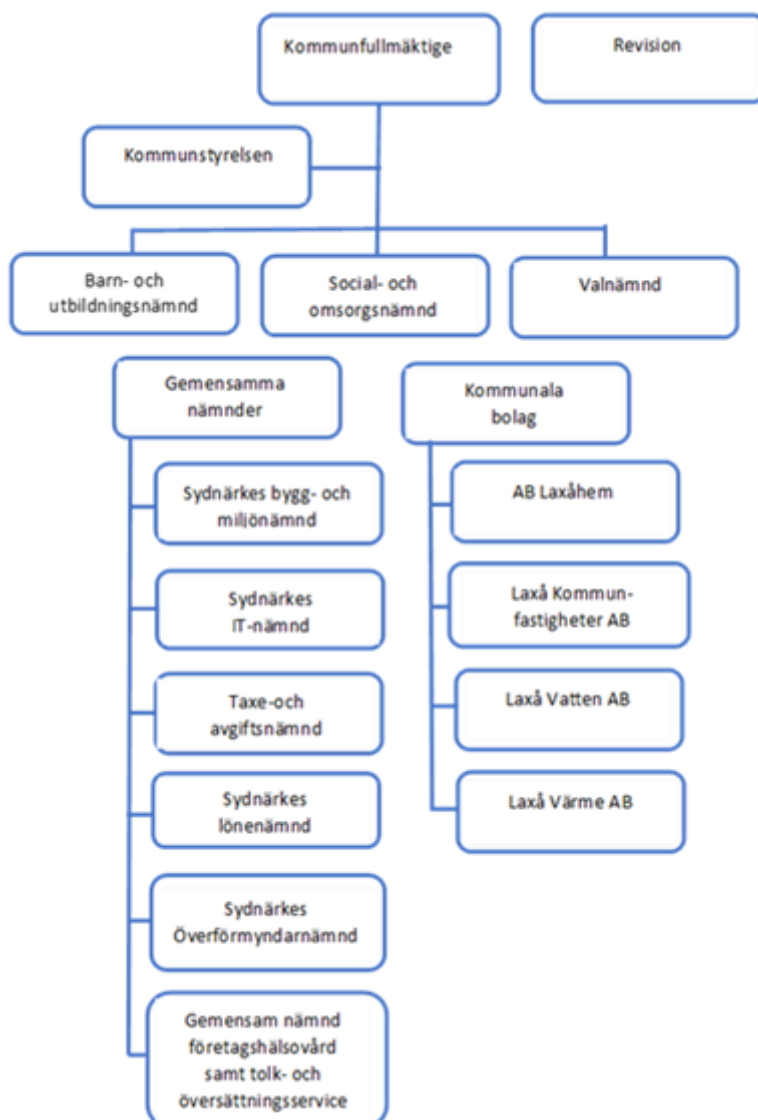 Kommunfullmäktige
Revision
Kommunstyrelsen
Barn- och
utbildningsnämnd
Social- och
omsorgsnämnd
Valnämnd
Gemensamma
nämnder
Sydnärkes bygg- och
miljönämnd
Sydnärkes
IT-nämnd
Taxe-och
avgiftsnämnd
Sydnärkes
lönenämnd
Sydnärkes
Överförmyndarnämnd
Gemensam nämnd
företagshälsovård
samt tolk- och
översättningsservice
Kommunala
bolag
AB Laxåhem
Laxå Kommun-
fastigheter AB
Laxå Vatten AB
Laxå Värme AB